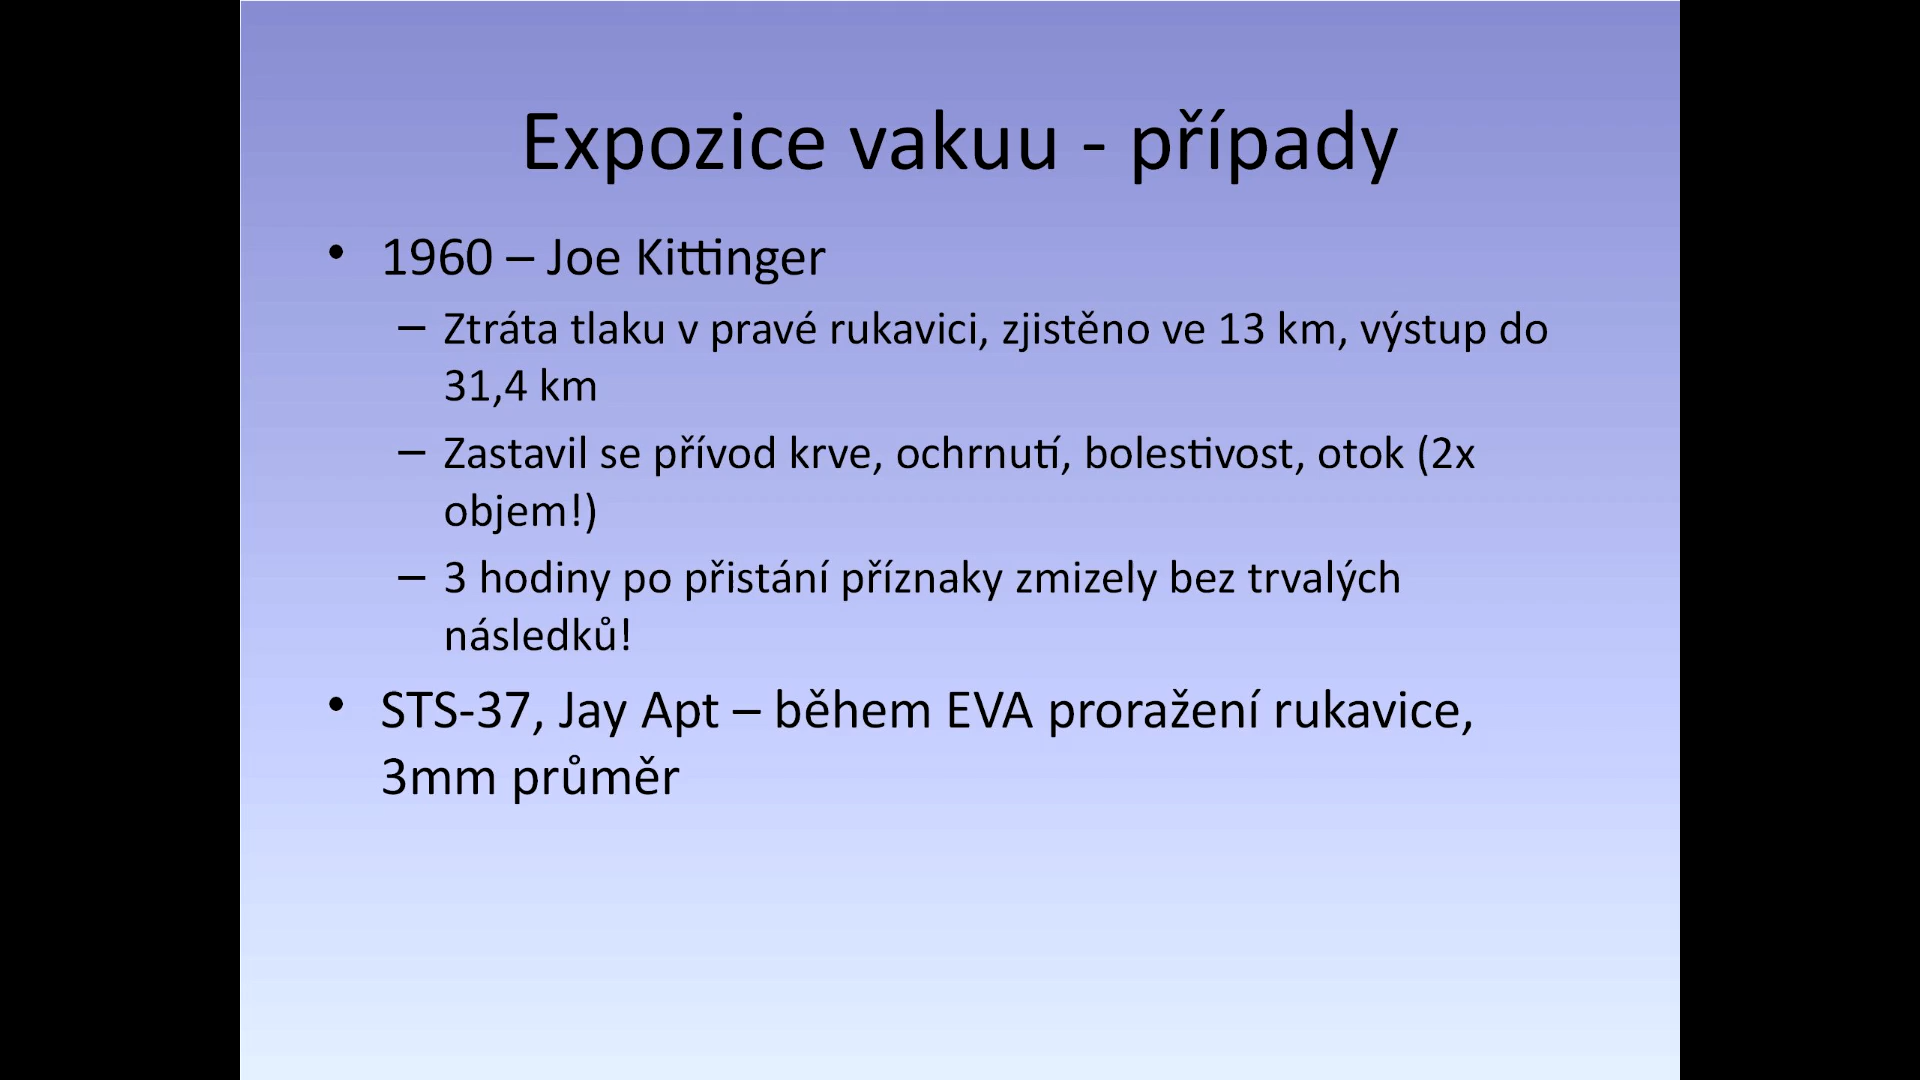 Expozice vakuu - případy
• 1960 – Joe Kittinger
– Ztráta tlaku v pravé rukavici, zjistěno ve 13 km, výstup do
31,4 km
– Zastavil se přívod krve, ochrnutí, bolestivost, otok (2x
objem!)
– 3 hodiny po přistání příznaky zmizely bez trvalých
následků!
• STS-37, Jay Apt – během EVA proražení rukavice,
3mm průměr